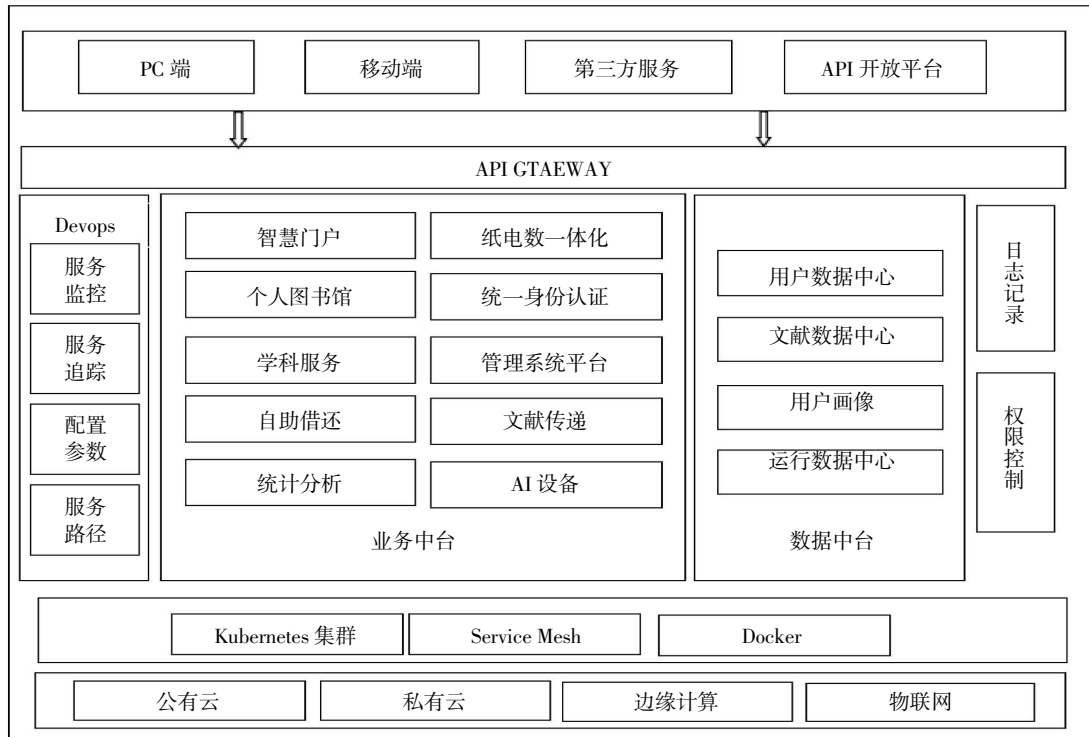 PC 端
移动端
第三方服务
API 开放平台
API GTAEWAY
Devops
服务
监控
服务
追踪
配置
参数
服务
路径
智慧门户
纸电数一体化
个人图书馆
统一身份认证
学科服务
管理系统平台
自助借还
文献传递
统计分析
AI 设备
业务中台
用户数据中心
文献数据中心
用户画像
运行数据中心
数据中台
日志记录
权限控制
Kubernetes 集群
Service Mesh
Docker
公有云
私有云
边缘计算
物联网